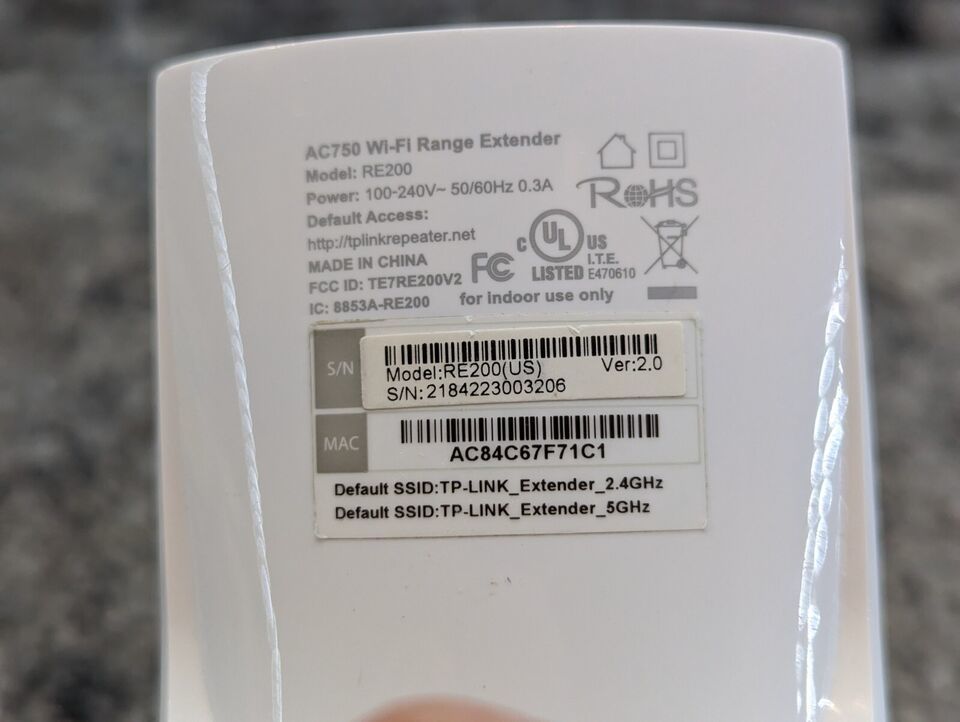 AC750 Wi-Fi Range Extender
Model: RE200
Power: 100-240V~ 50/60Hz 0.3A
Default Access:
http://tplinkrepeater.net
MADE IN CHINA
FCC ID: TE7RE200V2
IC: 8853A-RE200
RoHS
FC
C UL US
LISTED
I.T.E.
E470610
for indoor use only
S/N
Model:RE200(US) Ver:2.0
S/N:2184223003206
MAC
AC84C67F71C1
Default SSID:TP-LINK_Extender_2.4GHz
Default SSID:TP-LINK_Extender_5GHz